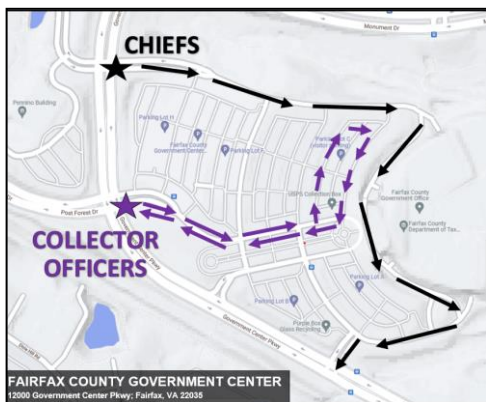 Monument Dr
CHIEFS
Pennino Building
Parking Lot H
Fairfax County
Government Center...
Parking Lot A
USPS Collection Box
Fairfax County
Government Office
Fairfax County
Department of Tax...
Post Forest Dr
COLLECTOR
OFFICERS
Parking Lot A
Parking Lot B
Purple Box
Glass Recycling
Government Center Pkwy
FAIRFAX COUNTY GOVERNMENT CENTER
12000 Government Center Pkwy; Fairfax, VA 22035